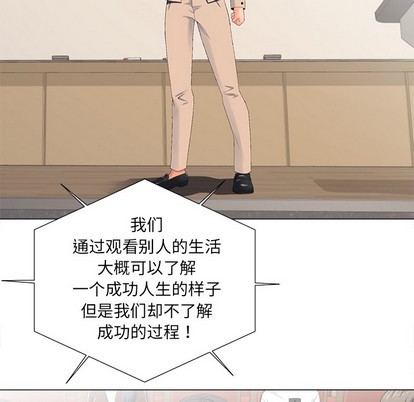 我们
通过观看别人的生活
大概可以了解
一个成功人生的样子
但是我们却不了解
成功的过程！